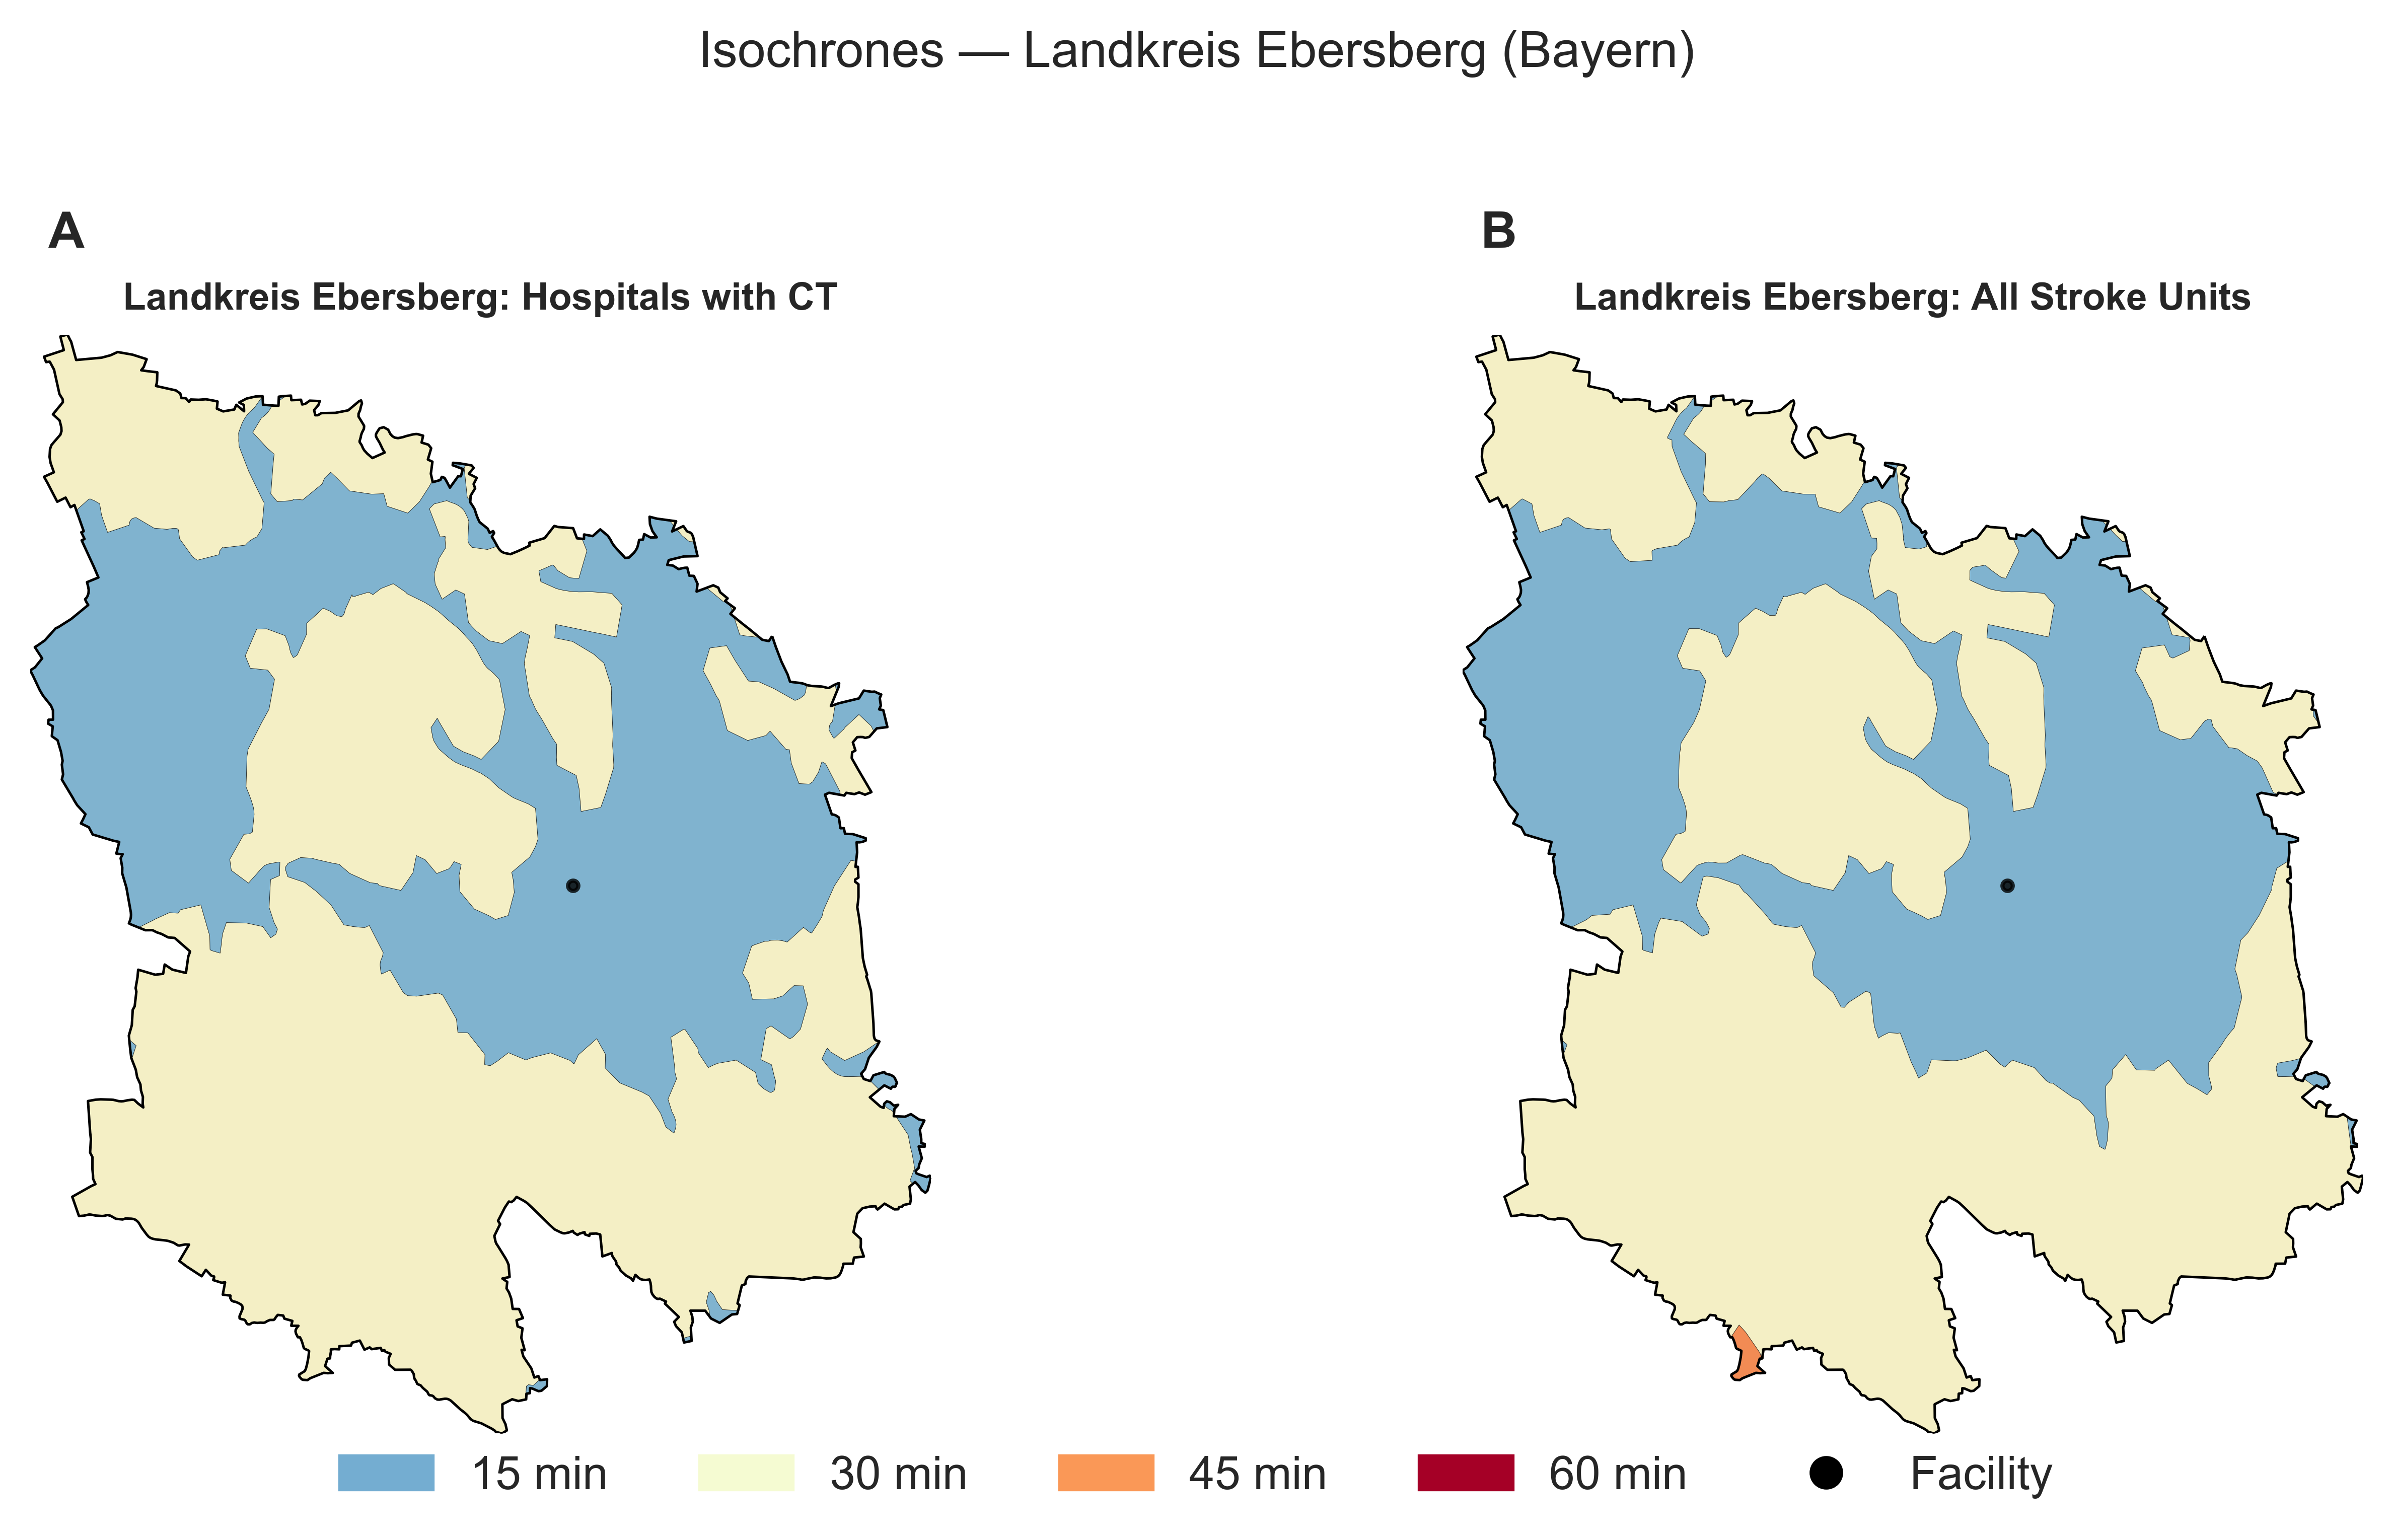 Isochrones — Landkreis Ebersberg (Bayern)
A
B
Landkreis Ebersberg: Hospitals with CT
Landkreis Ebersberg: All Stroke Units
15 min
30 min
45 min
60 min
Facility